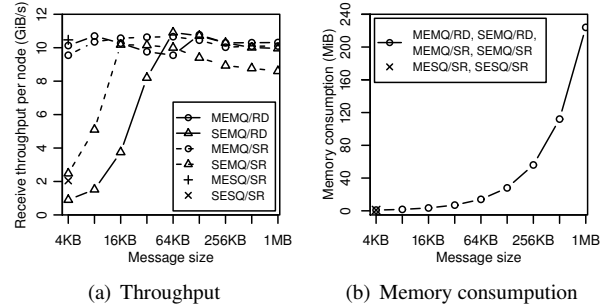 Receive throughput per node (GiB/s)
12
10
8
6
4
2
0
MEMQ/RD
SEMQ/RD
MEMQ/SR
SEMQ/SR
MESQ/SR
SESQ/SR
4KB 16KB 64KB 256KB 1MB
Message size
(a) Throughput
Memory consumption (MiB)
240
200
160
120
80
40
0
MEMQ/RD, SEMQ/RD,
MEMQ/SR, SEMQ/SR
MESQ/SR, SESQ/SR
4KB 16KB 64KB 256KB 1MB
Message size
(b) Memory consumpution